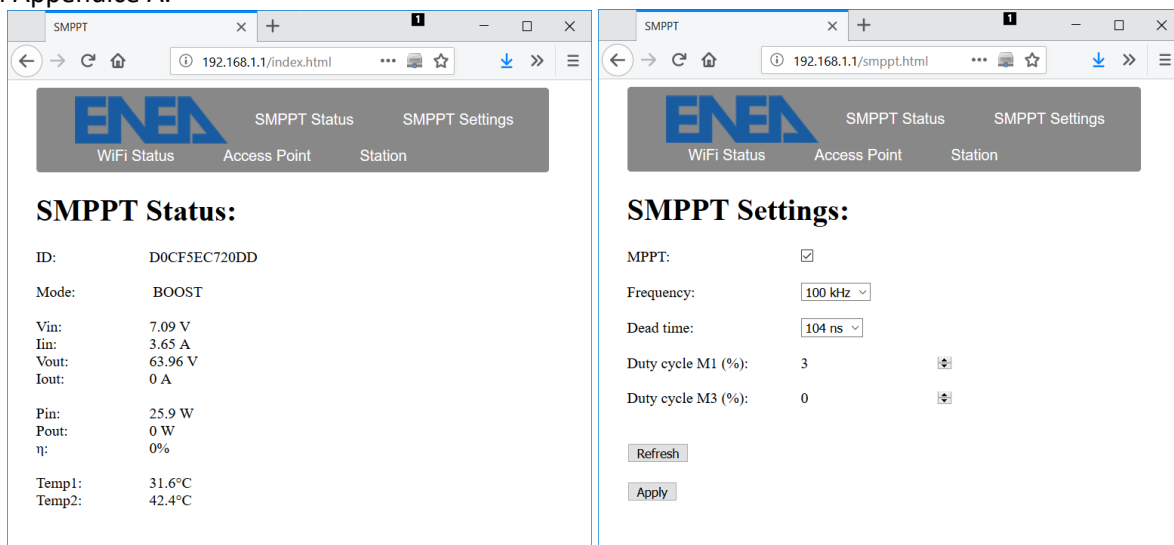 Appendice A.
SMPPT
1
192.168.1.1/index.html
ENEA SMPPT Status SMPPT Settings
WiFi Status Access Point Station
SMPPT Status:
ID: D0CF5EC720DD
Mode: BOOST
Vin: 7.09 V
Iin: 3.65 A
Vout: 63.96 V
Iout: 0 A
Pin: 25.9 W
Pout: 0 W
η: 0%
Temp1: 31.6°C
Temp2: 42.4°C
SMPPT
1
192.168.1.1/smppt.html
ENEA SMPPT Status SMPPT Settings
WiFi Status Access Point Station
SMPPT Settings:
MPPT:
Frequency: 100 kHz
Dead time: 104 ns
Duty cycle M1 (%): 3
Duty cycle M3 (%): 0
Refresh
Apply